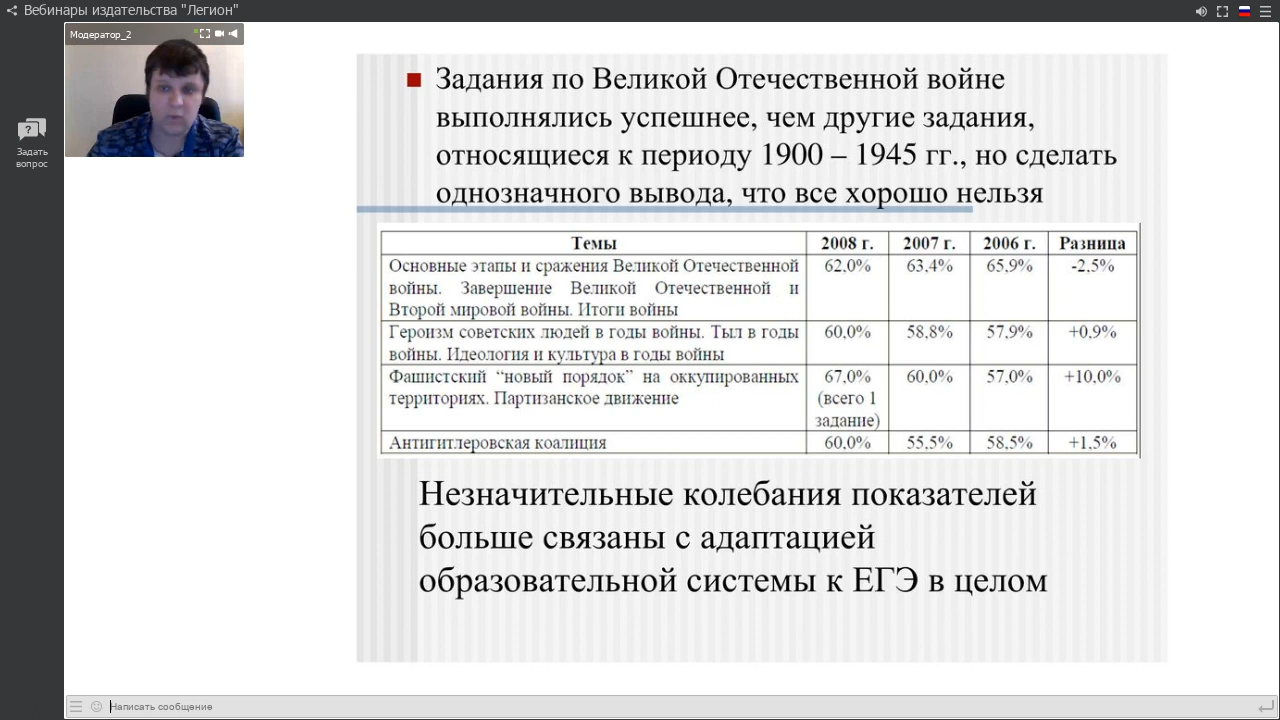 Вебинары издательства "Легион"
Модератор_2
Задать
вопрос
Задания по Великой Отечественной войне
выполнялись успешнее, чем другие задания,
относящиеся к периоду 1900 – 1945 гг., но сделать
однозначного вывода, что все хорошо нельзя
Темы 2008 г. 2007 г. 2006 г. Разница
Основные этапы и сражения Великой Отечественной 62,0% 63,4% 65,9% -2,5%
войны. Завершение Великой Отечественной и
Второй мировой войны. Итоги войны
Героизм советских людей в годы войны. Тыл в годы 60,0% 58,8% 57,9% +0,9%
войны. Идеология и культура в годы войны
Фашистский “новый порядок” на оккупированных 67,0% 60,0% 57,0% +10,0%
территориях. Партизанское движение (всего 1
задание)
Антигитлеровская коалиция 60,0% 55,5% 58,5% +1,5%
Незначительные колебания показателей
больше связаны с адаптацией
образовательной системы к ЕГЭ в целом
Написать сообщение